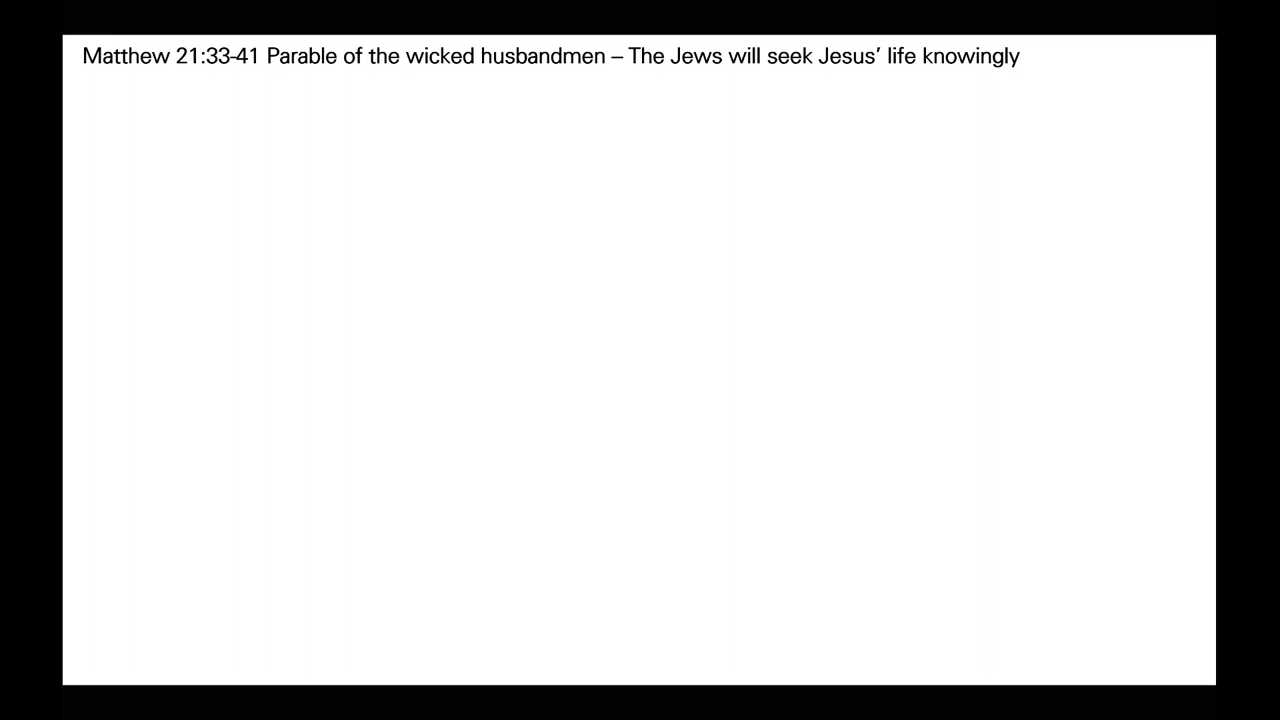 Matthew 21:33-41 Parable of the wicked husbandmen – The Jews will seek Jesus’ life knowingly